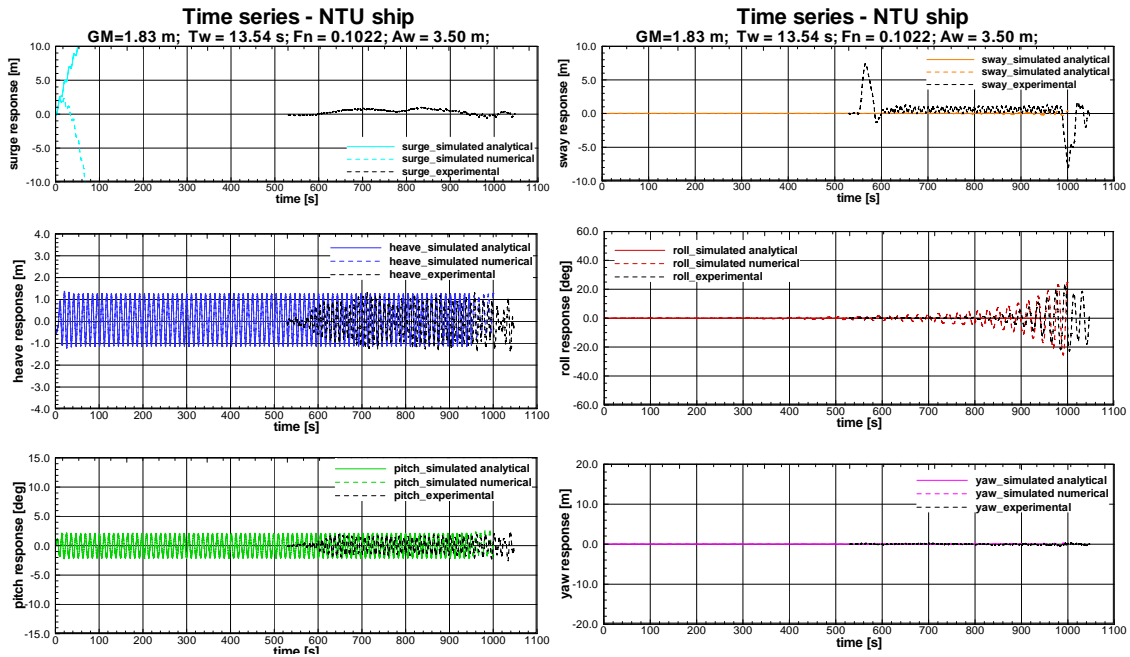 Time series - NTU ship
GM=1.83 m; Tw = 13.54 s; Fn = 0.1022; Aw = 3.50 m;
surge response [m]
10.0
5.0
0.0
-5.0
-10.0
surge_simulated analytical
surge_simulated numerical
surge_experimental
0 100 200 300 400 500 600 700 800 900 1000 1100
time [s]
Time series - NTU ship
GM=1.83 m; Tw = 13.54 s; Fn = 0.1022; Aw = 3.50 m;
sway response [m]
10.0
5.0
0.0
-5.0
-10.0
sway_simulated analytical
sway_simulated analytical
sway_experimental
0 100 200 300 400 500 600 700 800 900 1000 1100
time [s]
heave response [m]
4.0
3.0
2.0
1.0
0.0
-1.0
-2.0
-3.0
-4.0
heave_simulated analytical
heave_simulated numerical
heave_experimental
0 100 200 300 400 500 600 700 800 900 1000 1100
time [s]
roll response [deg]
60.0
40.0
20.0
0.0
-20.0
-40.0
-60.0
roll_simulated analytical
roll_simulated numerical
roll_experimental
0 100 200 300 400 500 600 700 800 900 1000 1100
time [s]
pitch response [deg]
15.0
10.0
5.0
0.0
-5.0
-10.0
-15.0
pitch_simulated analytical
pitch_simulated numerical
pitch_experimental
0 100 200 300 400 500 600 700 800 900 1000 1100
time [s]
yaw response [m]
20.0
10.0
0.0
-10.0
-20.0
yaw_simulated analytical
yaw_simulated numerical
yaw_experimental
0 100 200 300 400 500 600 700 800 900 1000 1100
time [s]